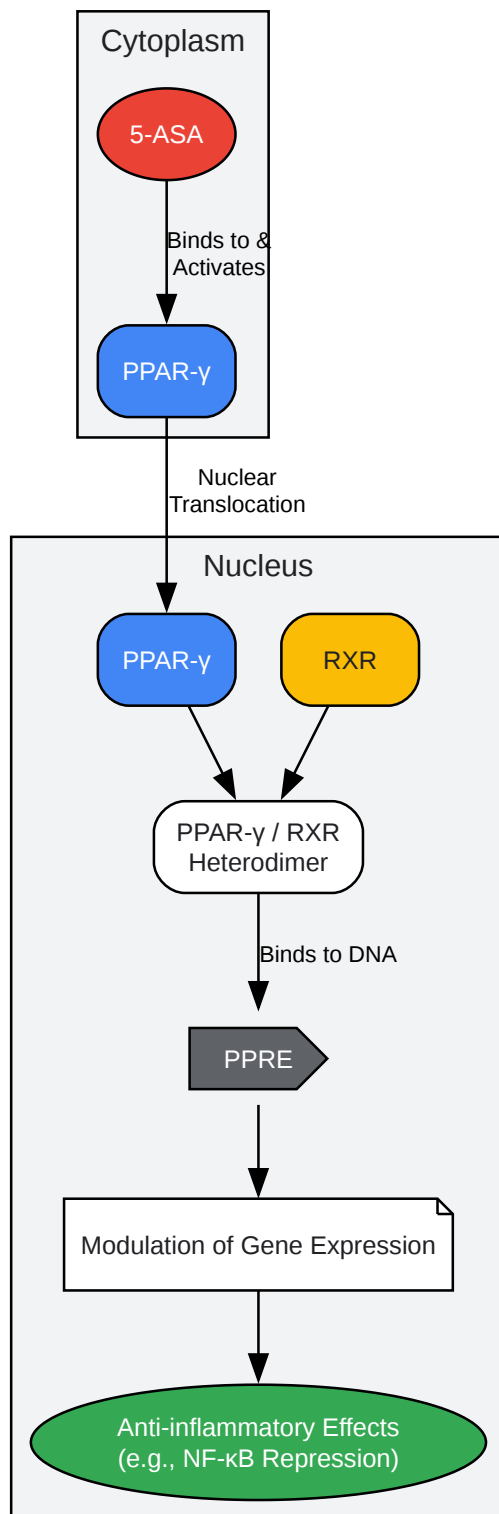 Cytoplasm
5-ASA
Binds to &
Activates
PPAR-γ
Nuclear
Translocation
Nucleus
PPAR-γ
RXR
PPAR-γ / RXR
Heterodimer
Binds to DNA
PPRE
Modulation of Gene Expression
Anti-inflammatory Effects
(e.g., NF-κB Repression)